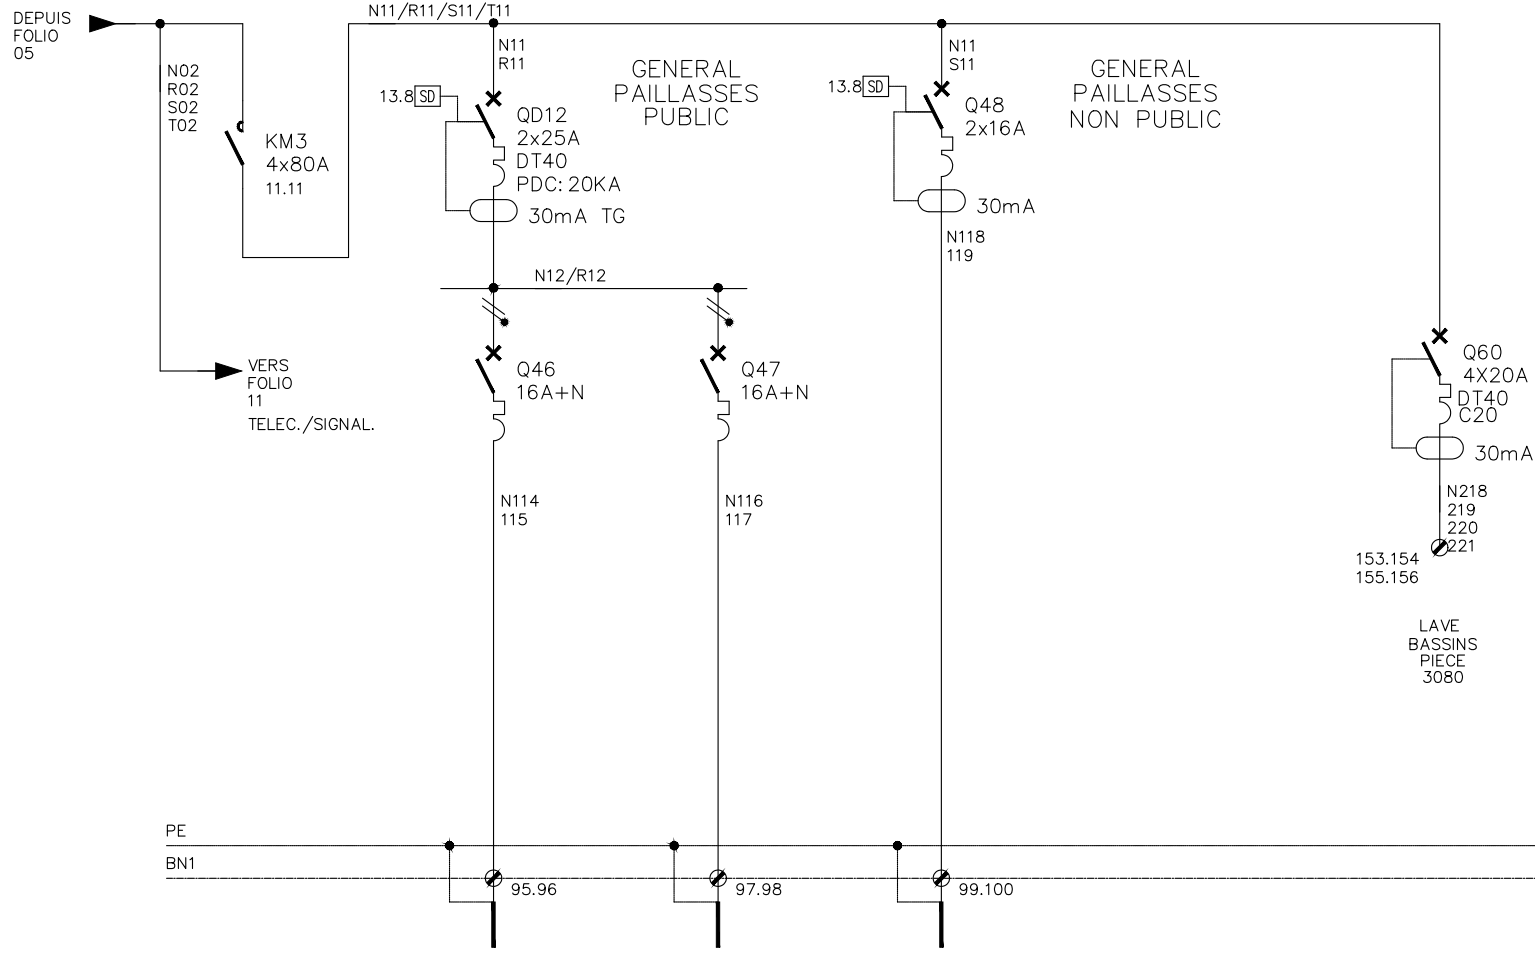 DEPUIS
FOLIO
05
N02
R02
S02
T02
KM3
4x80A
11.11
VERS
FOLIO
11
TELEC./SIGNAL.
N11/R11/S11/T11
N11
R11
13.8 SD
QD12
2x25A
DT40
PDC: 20KA
30mA TG
GENERAL
PAILLASSES
PUBLIC
N12/R12
Q46
16A+N
N114
115
Q47
16A+N
N116
117
N11
S11
13.8 SD
Q48
2x16A
30mA
N118
119
GENERAL
PAILLASSES
NON PUBLIC
Q60
4X20A
DT40
C20
30mA
N218
219
220
221
153.154
155.156
LAVE
BASSINS
PIECE
3080
PE
BN1
95.96
97.98
99.100